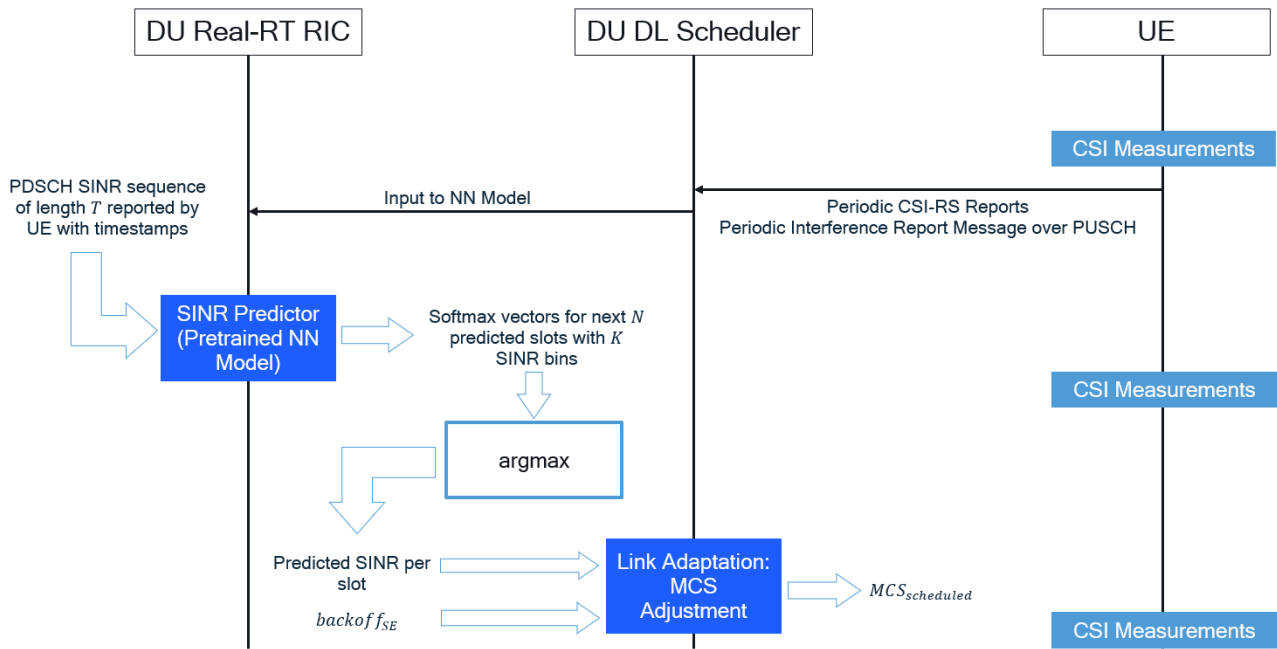 DU Real-RT RIC
DU DL Scheduler
UE
CSI Measurements
PDSCH SINR sequence
of length T reported by
UE with timestamps
Input to NN Model
Periodic CSI-RS Reports
Periodic Interference Report Message over PUSCH
SINR Predictor
(Pretrained NN
Model)
Softmax vectors for next N
predicted slots with K
SINR bins
CSI Measurements
argmax
Predicted SINR per
slot
backoff_SE
Link Adaptation:
MCS
Adjustment
MCS_scheduled
CSI Measurements